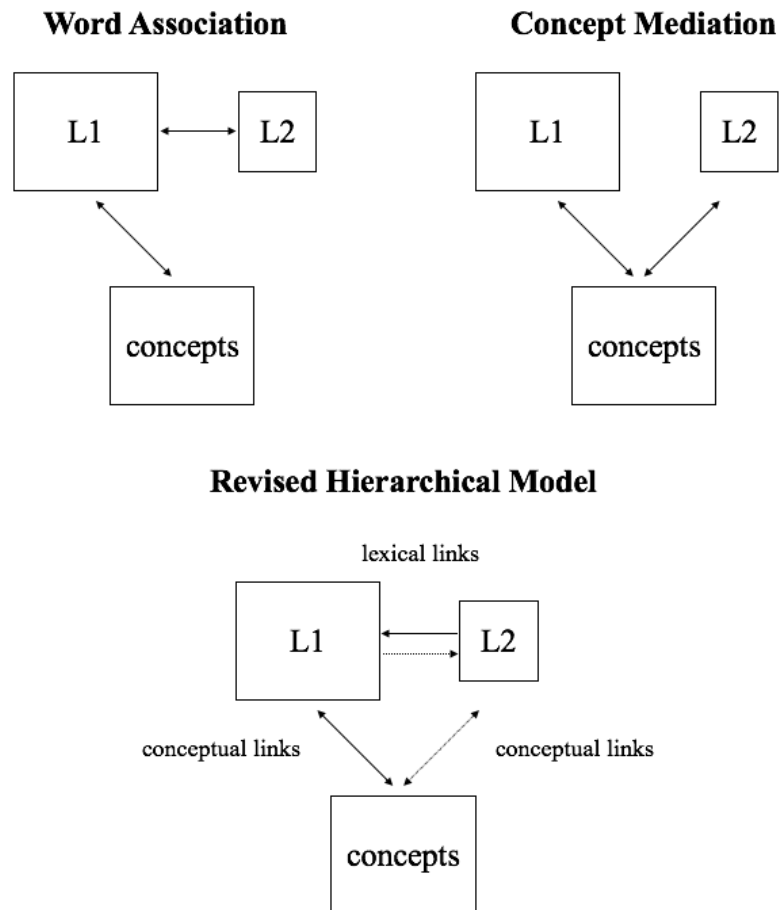 Word Association
L1
L2
concepts
Concept Mediation
L1
L2
concepts
Revised Hierarchical Model
lexical links
L1
L2
conceptual links
conceptual links
concepts